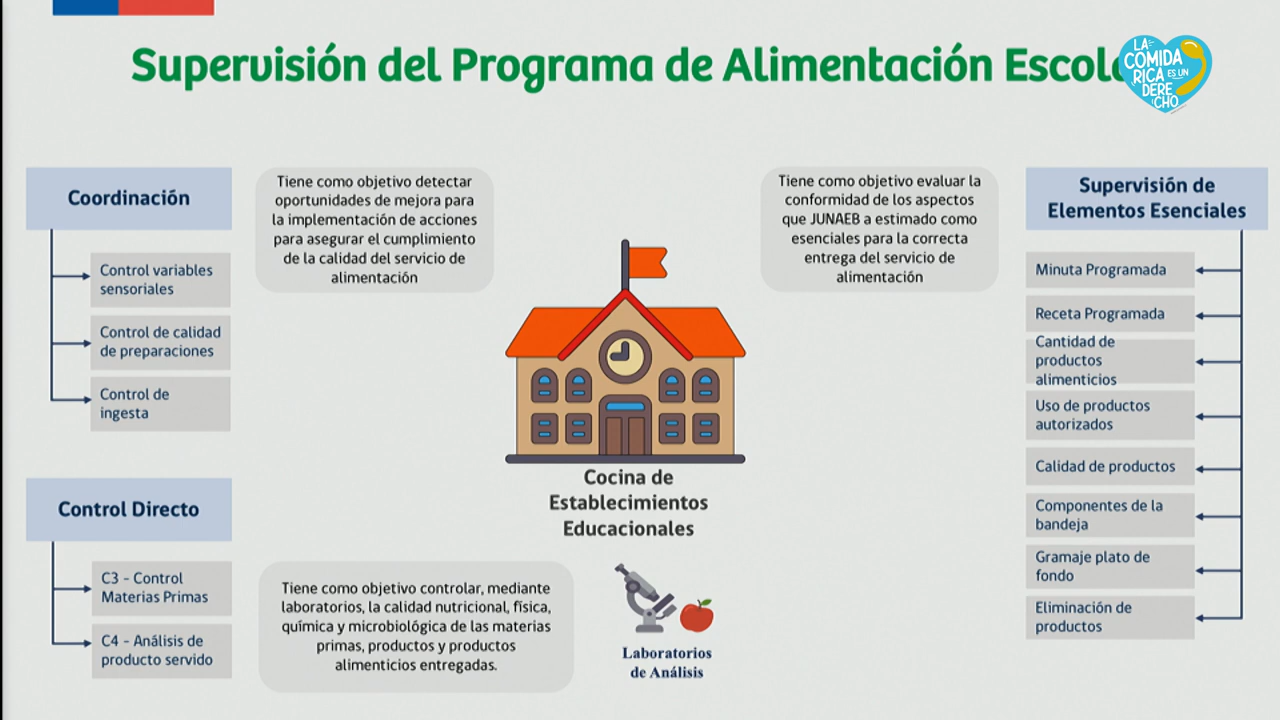 Supervisión del Programa de Alimentación Escola
LA
COMIDA
RICA
ES UN
DERE
CHO
Coordinación
Control variables
sensoriales
Control de calidad
de preparaciones
Control de
ingesta
Tiene como objetivo detectar
oportunidades de mejora para
la implementación de acciones
para asegurar el cumplimiento
de la calidad del servicio de
alimentación
Tiene como objetivo evaluar la
conformidad de los aspectos
que JUNAEB a estimado como
esenciales para la correcta
entrega del servicio de
alimentación
Supervisión de
Elementos Esenciales
Minuta Programada
Receta Programada
Cantidad de
productos
alimenticios
Uso de productos
autorizados
Calidad de productos
Componentes de la
bandeja
Gramaje plato de
fondo
Eliminación de
productos
Cocina de
Establecimientos
Educacionales
Control Directo
C3 - Control
Materias Primas
C4 - Análisis de
producto servido
Tiene como objetivo controlar, mediante
laboratorios, la calidad nutricional, física,
química y microbiológica de las materias
primas, productos y productos
alimenticios entregadas.
Laboratorios
de Análisis